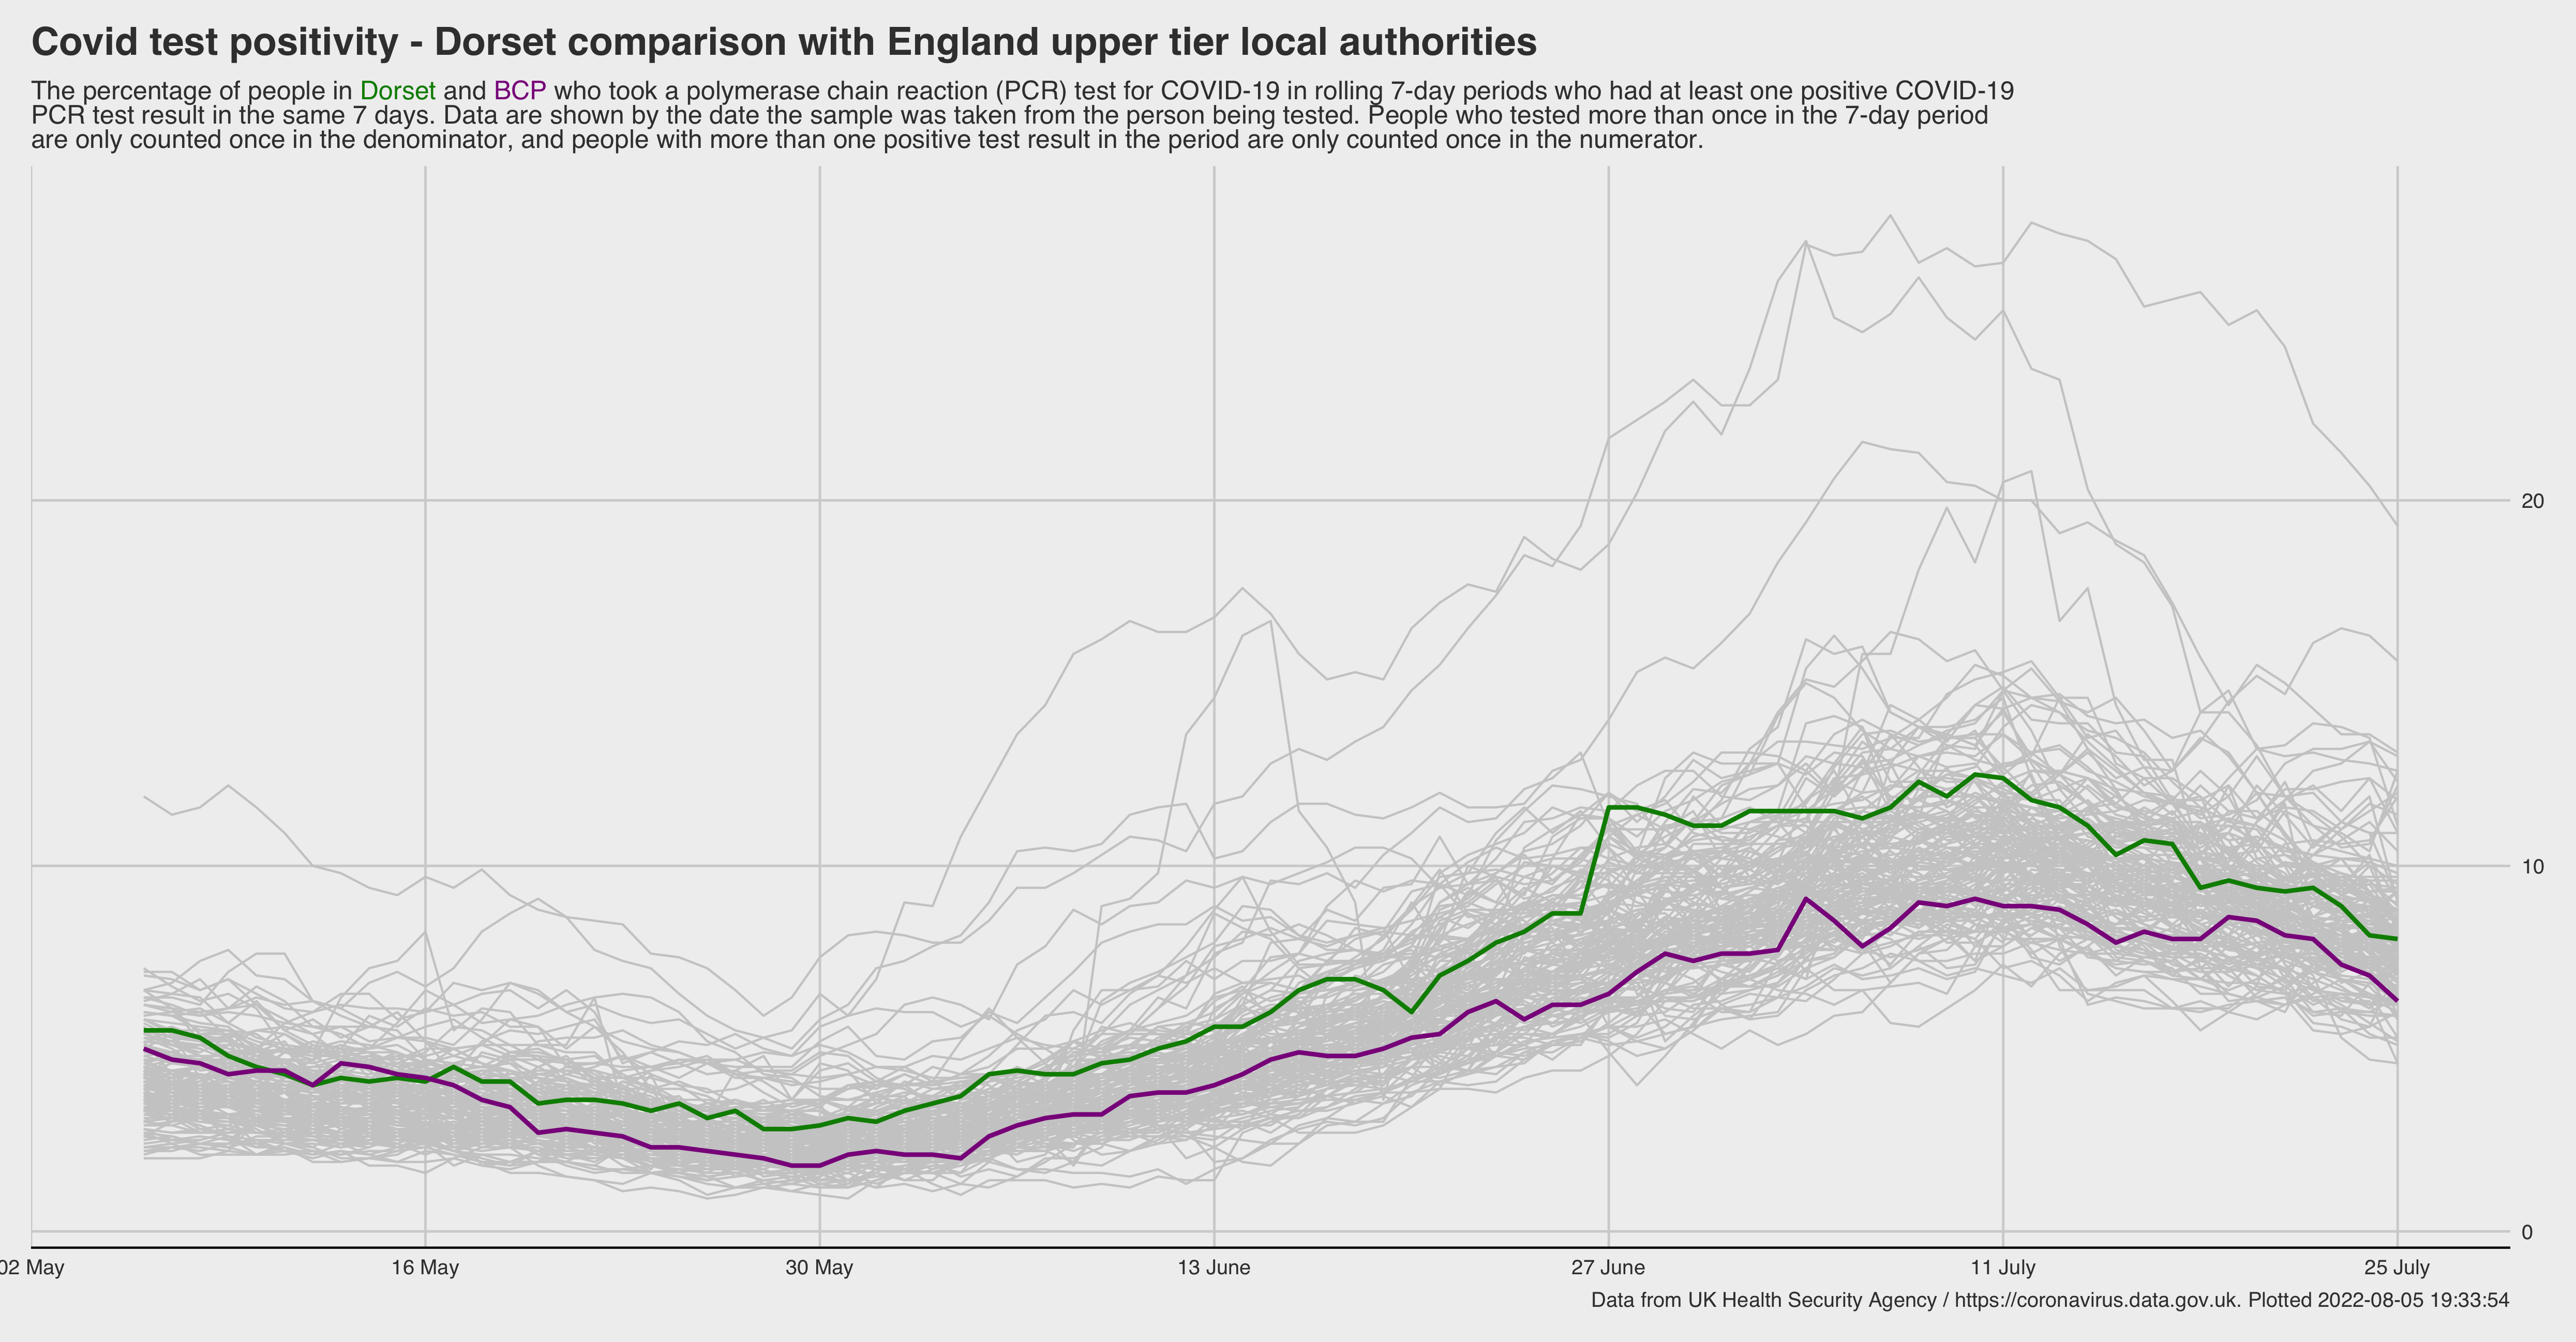 Covid test positivity - Dorset comparison with England upper tier local authorities
The percentage of people in Dorset and BCP who took a polymerase chain reaction (PCR) test for COVID-19 in rolling 7-day periods who had at least one positive COVID-19
PCR test result in the same 7 days. Data are shown by the date the sample was taken from the person being tested. People who tested more than once in the 7-day period
are only counted once in the denominator, and people with more than one positive test result in the period are only counted once in the numerator.
20
10
0
02 May 16 May 30 May 13 June 27 June 11 July 25 July
Data from UK Health Security Agency / https://coronavirus.data.gov.uk. Plotted 2022-08-05 19:33:54